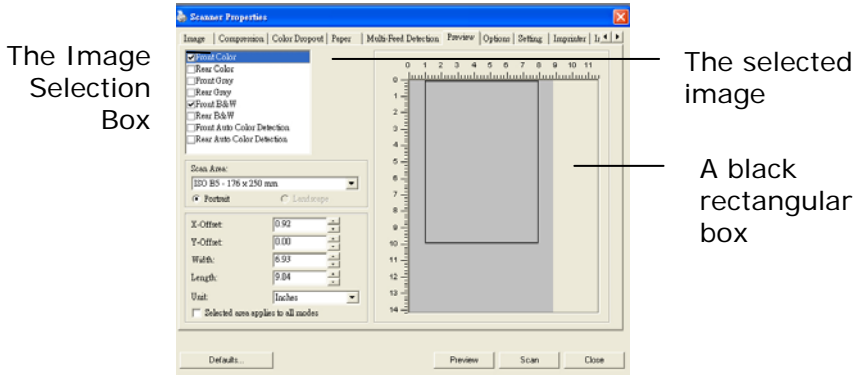 Scanner Properties
Image | Compression | Color Dropout | Paper | Multi-Feed Detection | Preview | Options | Setting | Imprinter | I
The Image
Selection
Box
Front Color
Rear Color
Front Gray
Rear Gray
Front B&W
Rear B&W
Front Auto Color Detection
Rear Auto Color Detection
The selected
image
0 1 2 3 4 5 6 7 8 9 10 11
0
1
2
3
4
5
6
7
8
9
10
11
12
13
14
A black
rectangular
box
Scan Area:
ISO B5 - 176 x 250 mm
Portrait Landscape
X-Offset: 0.92
Y-Offset: 0.00
Width: 6.93
Length: 9.84
Unit: Inches
Selected area applies to all modes
Defaults... Preview Scan Close